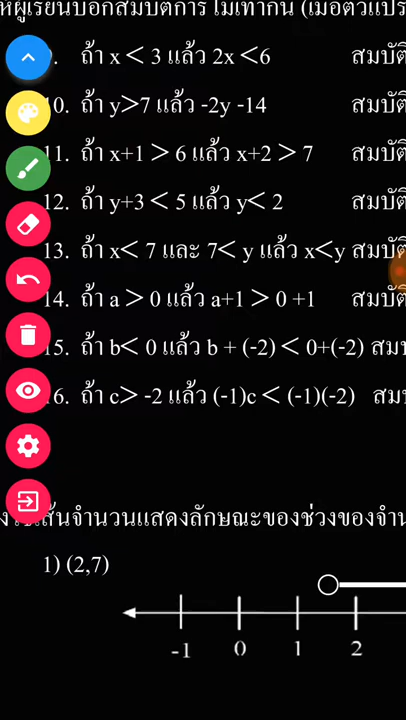 ให้ผู้เรียนบอกสมบัติการไม่เท่ากัน (เมื่อตัวแปร
9. ถ้า x < 3 แล้ว 2x <6 สมบัติ
10. ถ้า y>7 แล้ว -2y -14 สมบัติ
11. ถ้า x+1 > 6 แล้ว x+2 > 7 สมบัติ
12. ถ้า y+3 < 5 แล้ว y< 2 สมบัติ
13. ถ้า x< 7 และ 7< y แล้ว x<y สมบัติ
14. ถ้า a > 0 แล้ว a+1 > 0 +1 สมบัติ
15. ถ้า b< 0 แล้ว b + (-2) < 0+(-2) สมบ
16. ถ้า c> -2 แล้ว (-1)c < (-1)(-2) สมบ
เส้นจำนวนแสดงลักษณะของช่วงของจำน
1) (2,7)
-1 0 1 2